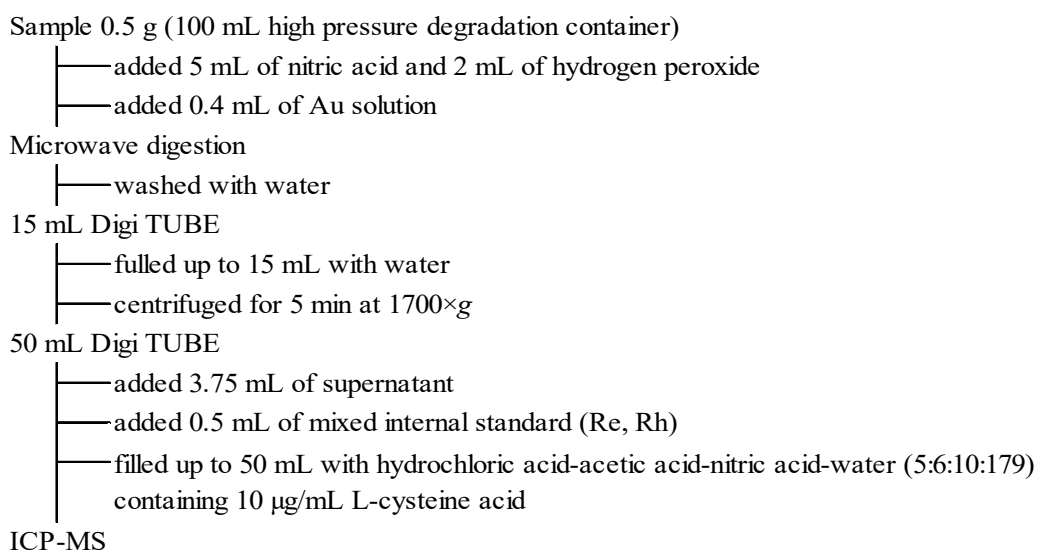 Sample 0.5 g (100 mL high pressure degradation container)
added 5 mL of nitric acid and 2 mL of hydrogen peroxide
added 0.4 mL of Au solution
Microwave digestion
washed with water
15 mL Digi TUBE
fulled up to 15 mL with water
centrifuged for 5 min at 1700×g
50 mL Digi TUBE
added 3.75 mL of supernatant
added 0.5 mL of mixed internal standard (Re, Rh)
filled up to 50 mL with hydrochloric acid-acetic acid-nitric acid-water (5:6:10:179)
containing 10 μg/mL L-cysteine acid
ICP-MS